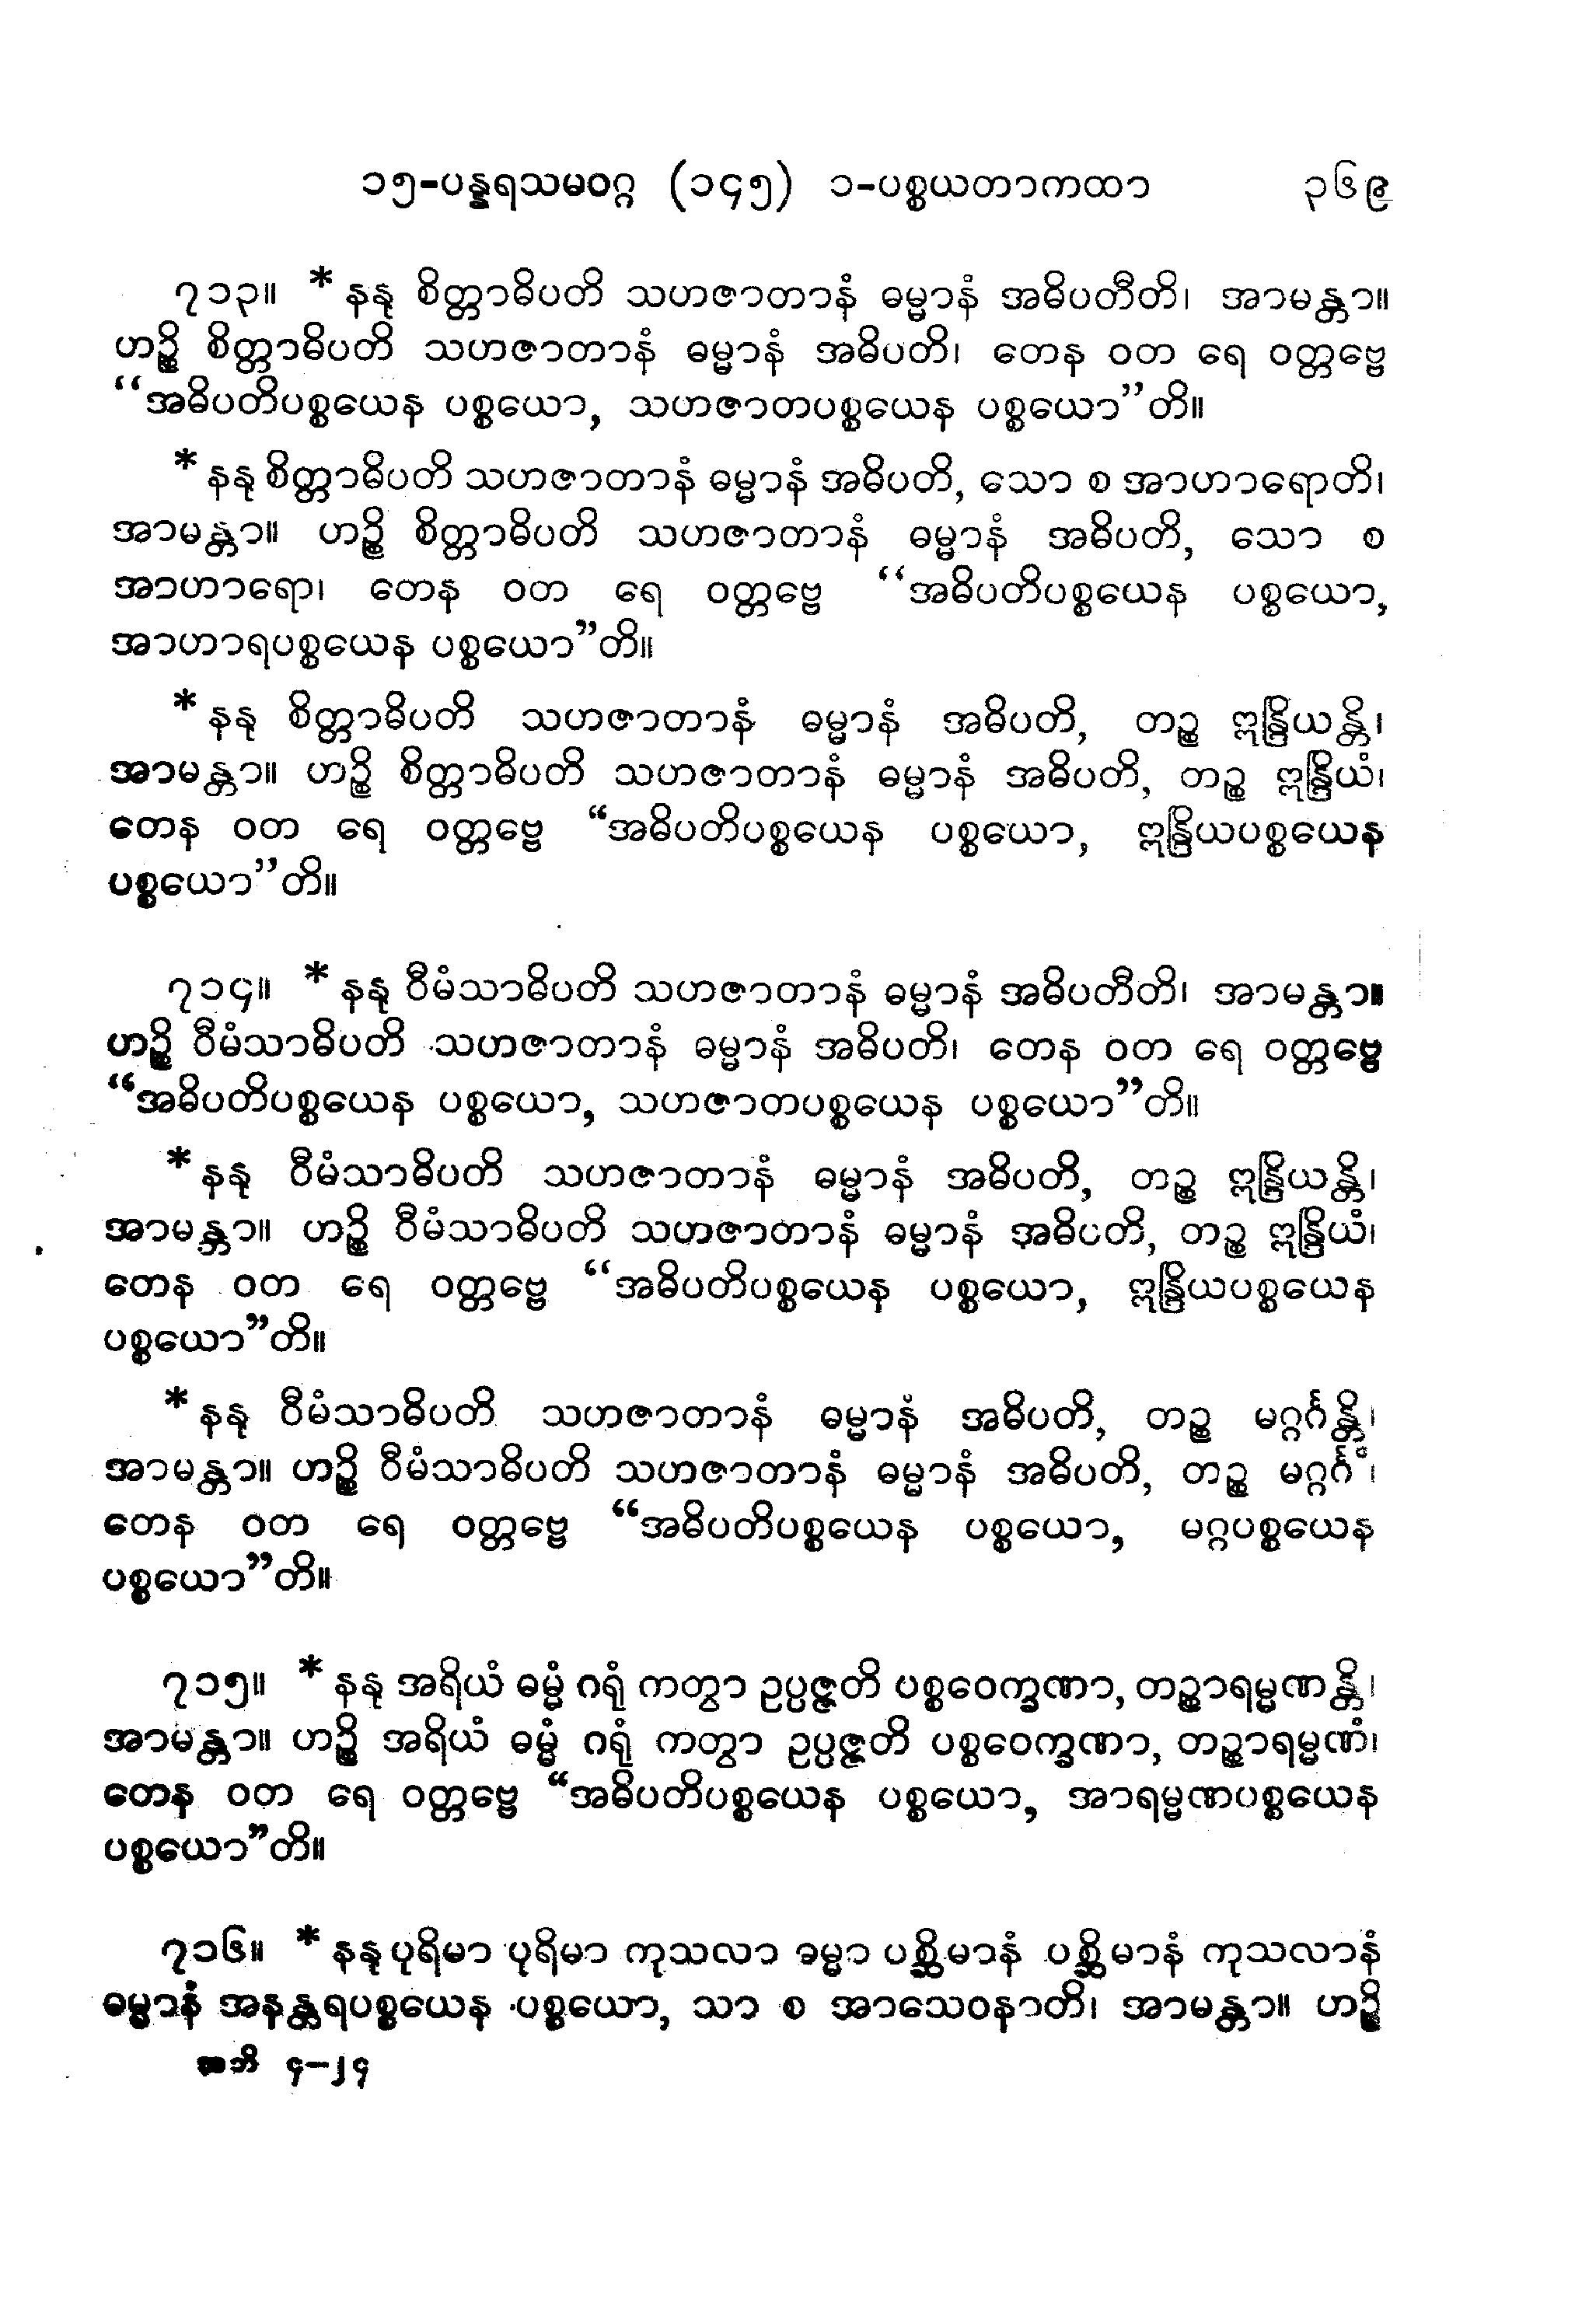 ၁၅-ပန္နရသမဝဂ္ဂ (၁၄၅) ၁-ပစ္စယတာကထာ ၃၆၉
၇၁၃။ * နနု စိတ္တာဓိပတိ သဟဇာတာနံ ဓမ္မာနံ အဓိပတီတိ၊ အာမန္တာ။
ဟဉ္စိ စိတ္တာဓိပတိ သဟဇာတာနံ ဓမ္မာနံ အဓိပတိ၊ တေန ဝတ ရေ ဝတ္တဗ္ဗေ
“အဓိပတိပစ္စယေန ပစ္စယော, သဟဇာတပစ္စယေန ပစ္စယော”တိ။
* နနု စိတ္တာဓိပတိ သဟဇာတာနံ ဓမ္မာနံ အဓိပတိ, သော စ အာဟာရောတိ၊
အာမန္တာ။ ဟဉ္စိ စိတ္တာဓိပတိ သဟဇာတာနံ ဓမ္မာနံ အဓိပတိ, သော စ
အာဟာရော၊ တေန ဝတ ရေ ဝတ္တဗ္ဗေ “အဓိပတိပစ္စယေန ပစ္စယော,
အာဟာရပစ္စယေန ပစ္စယော”တိ။
* နနု စိတ္တာဓိပတိ သဟဇာတာနံ ဓမ္မာနံ အဓိပတိ, တဉ္စ ဣန္ဒြိယန္တိ၊
အာမန္တာ။ ဟဉ္စိ စိတ္တာဓိပတိ သဟဇာတာနံ ဓမ္မာနံ အဓိပတိ, တဉ္စ ဣန္ဒြိယံ၊
တေန ဝတ ရေ ဝတ္တဗ္ဗေ “အဓိပတိပစ္စယေန ပစ္စယော, ဣန္ဒြိယပစ္စယေန
ပစ္စယော”တိ။
၇၁၄။ * နနု ဝီမံသာဓိပတိ သဟဇာတာနံ ဓမ္မာနံ အဓိပတီတိ၊ အာမန္တာ။
ဟဉ္စိ ဝီမံသာဓိပတိ သဟဇာတာနံ ဓမ္မာနံ အဓိပတိ၊ တေန ဝတ ရေ ဝတ္တဗ္ဗေ
“အဓိပတိပစ္စယေန ပစ္စယော, သဟဇာတပစ္စယေန ပစ္စယော”တိ။
* နနု ဝီမံသာဓိပတိ သဟဇာတာနံ ဓမ္မာနံ အဓိပတိ, တဉ္စ ဣန္ဒြိယန္တိ၊
အာမန္တာ။ ဟဉ္စိ ဝီမံသာဓိပတိ သဟဇာတာနံ ဓမ္မာနံ အဓိပတိ, တဉ္စ ဣန္ဒြိယံ၊
တေန ဝတ ရေ ဝတ္တဗ္ဗေ “အဓိပတိပစ္စယေန ပစ္စယော, ဣန္ဒြိယပစ္စယေန
ပစ္စယော”တိ။
* နနု ဝီမံသာဓိပတိ သဟဇာတာနံ ဓမ္မာနံ အဓိပတိ, တဉ္စ မဂ္ဂင်္ဂန္တိ၊
အာမန္တာ။ ဟဉ္စိ ဝီမံသာဓိပတိ သဟဇာတာနံ ဓမ္မာနံ အဓိပတိ, တဉ္စ မဂ္ဂင်္ဂံ၊
တေန ဝတ ရေ ဝတ္တဗ္ဗေ “အဓိပတိပစ္စယေန ပစ္စယော, မဂ္ဂပစ္စယေန
ပစ္စယော”တိ။
၇၁၅။ * နနု အရိယံ ဓမ္မံ ဂရုံ ကတွာ ဥပ္ပဇ္ဇတိ ပစ္စဝေက္ခဏာ, တဉ္စာရမ္မဏန္တိ၊
အာမန္တာ။ ဟဉ္စိ အရိယံ ဓမ္မံ ဂရုံ ကတွာ ဥပ္ပဇ္ဇတိ ပစ္စဝေက္ခဏာ, တဉ္စာရမ္မဏံ၊
တေန ဝတ ရေ ဝတ္တဗ္ဗေ “အဓိပတိပစ္စယေန ပစ္စယော, အာရမ္မဏပစ္စယေန
ပစ္စယော”တိ။
၇၁၆။ * နနု ပုရိမာ ပုရိမာ ကုသလာ ဓမ္မာ ပစ္ဆိမာနံ ပစ္ဆိမာနံ ကုသလာနံ
ဓမ္မာနံ အနန္တရပစ္စယေန ပစ္စယော, သာ စ အာသေဝနာတိ၊ အာမန္တာ။ ဟဉ္စိ
အဘိ ၄-၂၄